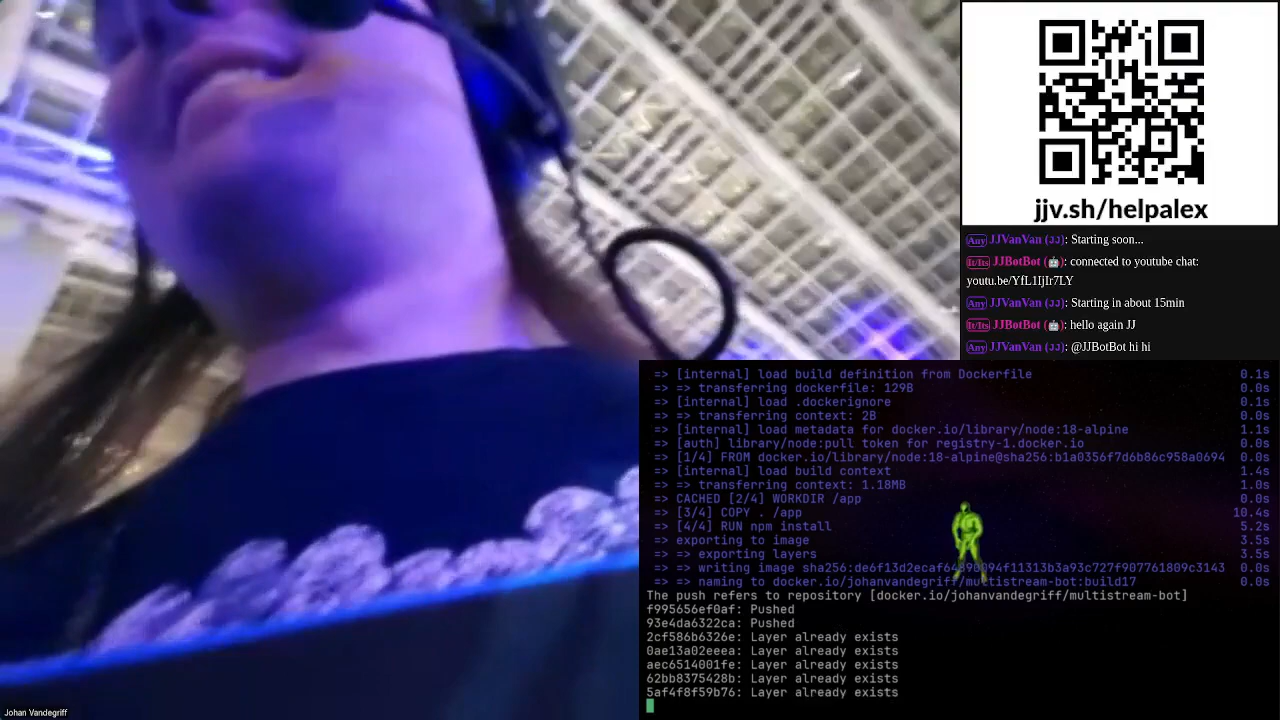 jjv.sh/helpalex
Any JJVanVan (JJ): Starting soon...
It/Its JJBotBot (🤖): connected to youtube chat:
youtu.be/YfL1IjIr7LY
Any JJVanVan (JJ): Starting in about 15min
It/Its JJBotBot (🤖): hello again JJ
Any JJVanVan (JJ): @JJBotBot hi hi
=> [internal] load build definition from Dockerfile 0.1s
=> => transferring dockerfile: 129B 0.0s
=> [internal] load .dockerignore 0.1s
=> => transferring context: 2B 0.0s
=> [internal] load metadata for docker.io/library/node:18-alpine 1.1s
=> [auth] library/node:pull token for registry-1.docker.io 0.0s
=> [1/4] FROM docker.io/library/node:18-alpine@sha256:b1a0356f7d6b86c958a0694 0.0s
=> [internal] load build context 1.4s
=> => transferring context: 1.18MB 1.0s
=> CACHED [2/4] WORKDIR /app 0.0s
=> [3/4] COPY . /app 10.4s
=> [4/4] RUN npm install 5.2s
=> exporting to image 3.5s
=> => exporting layers 3.5s
=> => writing image 0.0s
=> => naming to docker.io/johanvandegriff/multistream-bot:build17 0.0s
The push refers to repository [docker.io/johanvandegriff/multistream-bot]
f995656ef0af: Pushed
93e4da6322ca: Pushed
2cf586b6326e: Layer already exists
0ae13a02eeea: Layer already exists
aec6514001fe: Layer already exists
62bb8375428b: Layer already exists
5af4f8f59b76: Layer already exists
Johan Vandegriff